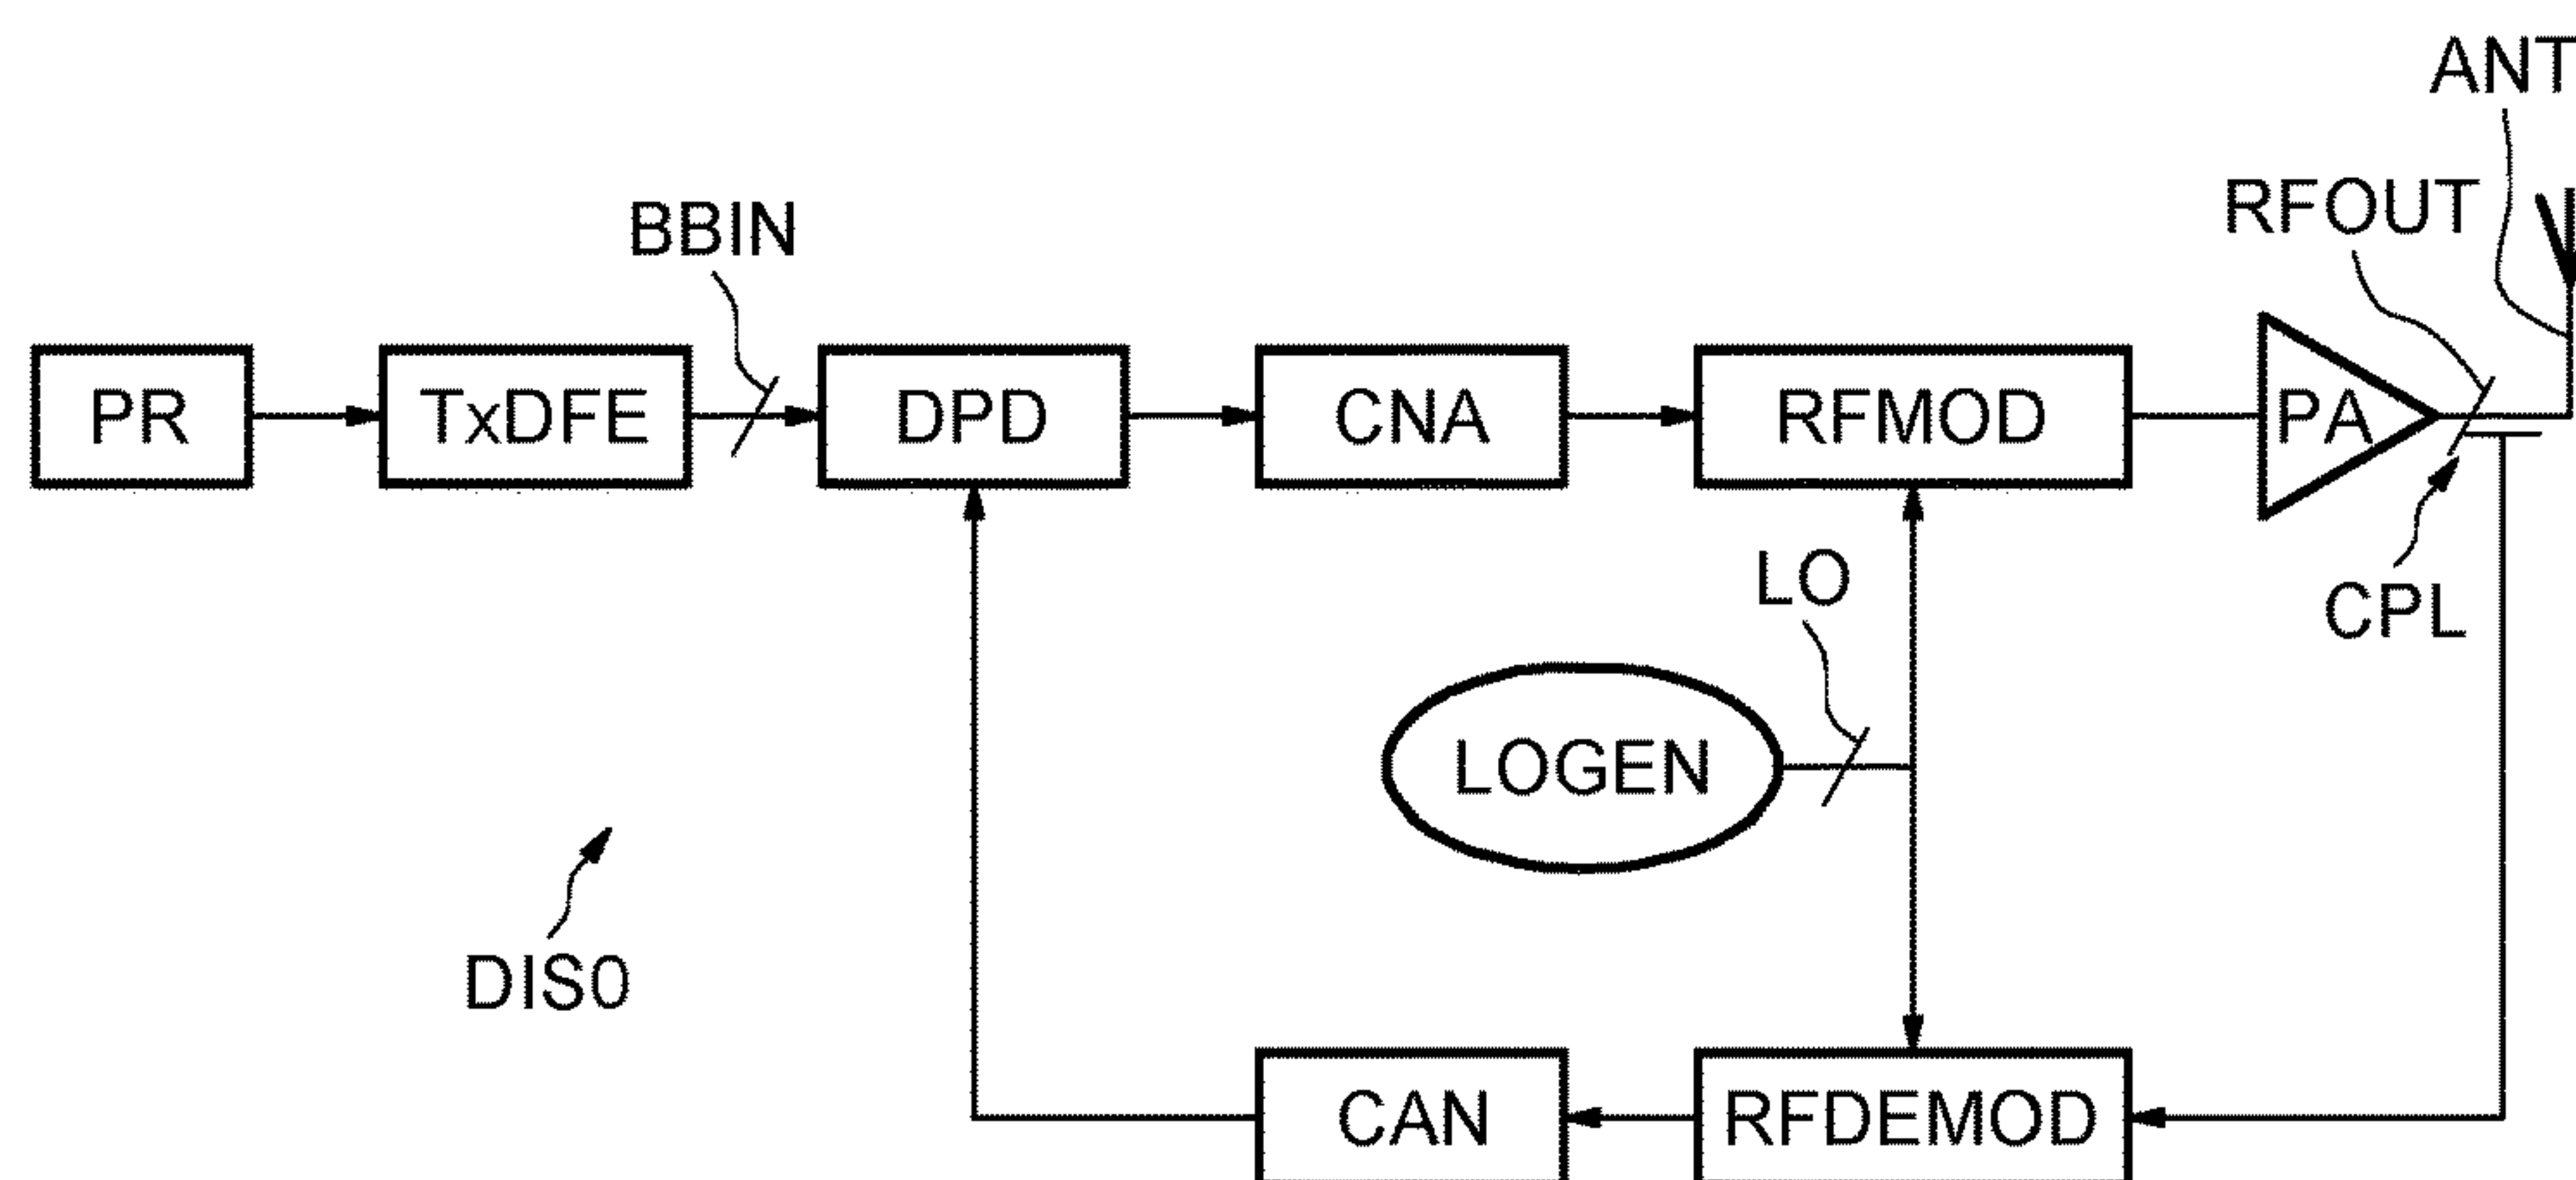 ANT
RFOUT
BBIN
PR
TxDFE
DPD
CNA
RFMOD
PA
LO
CPL
LOGEN
DIS0
CAN
RFDEMOD